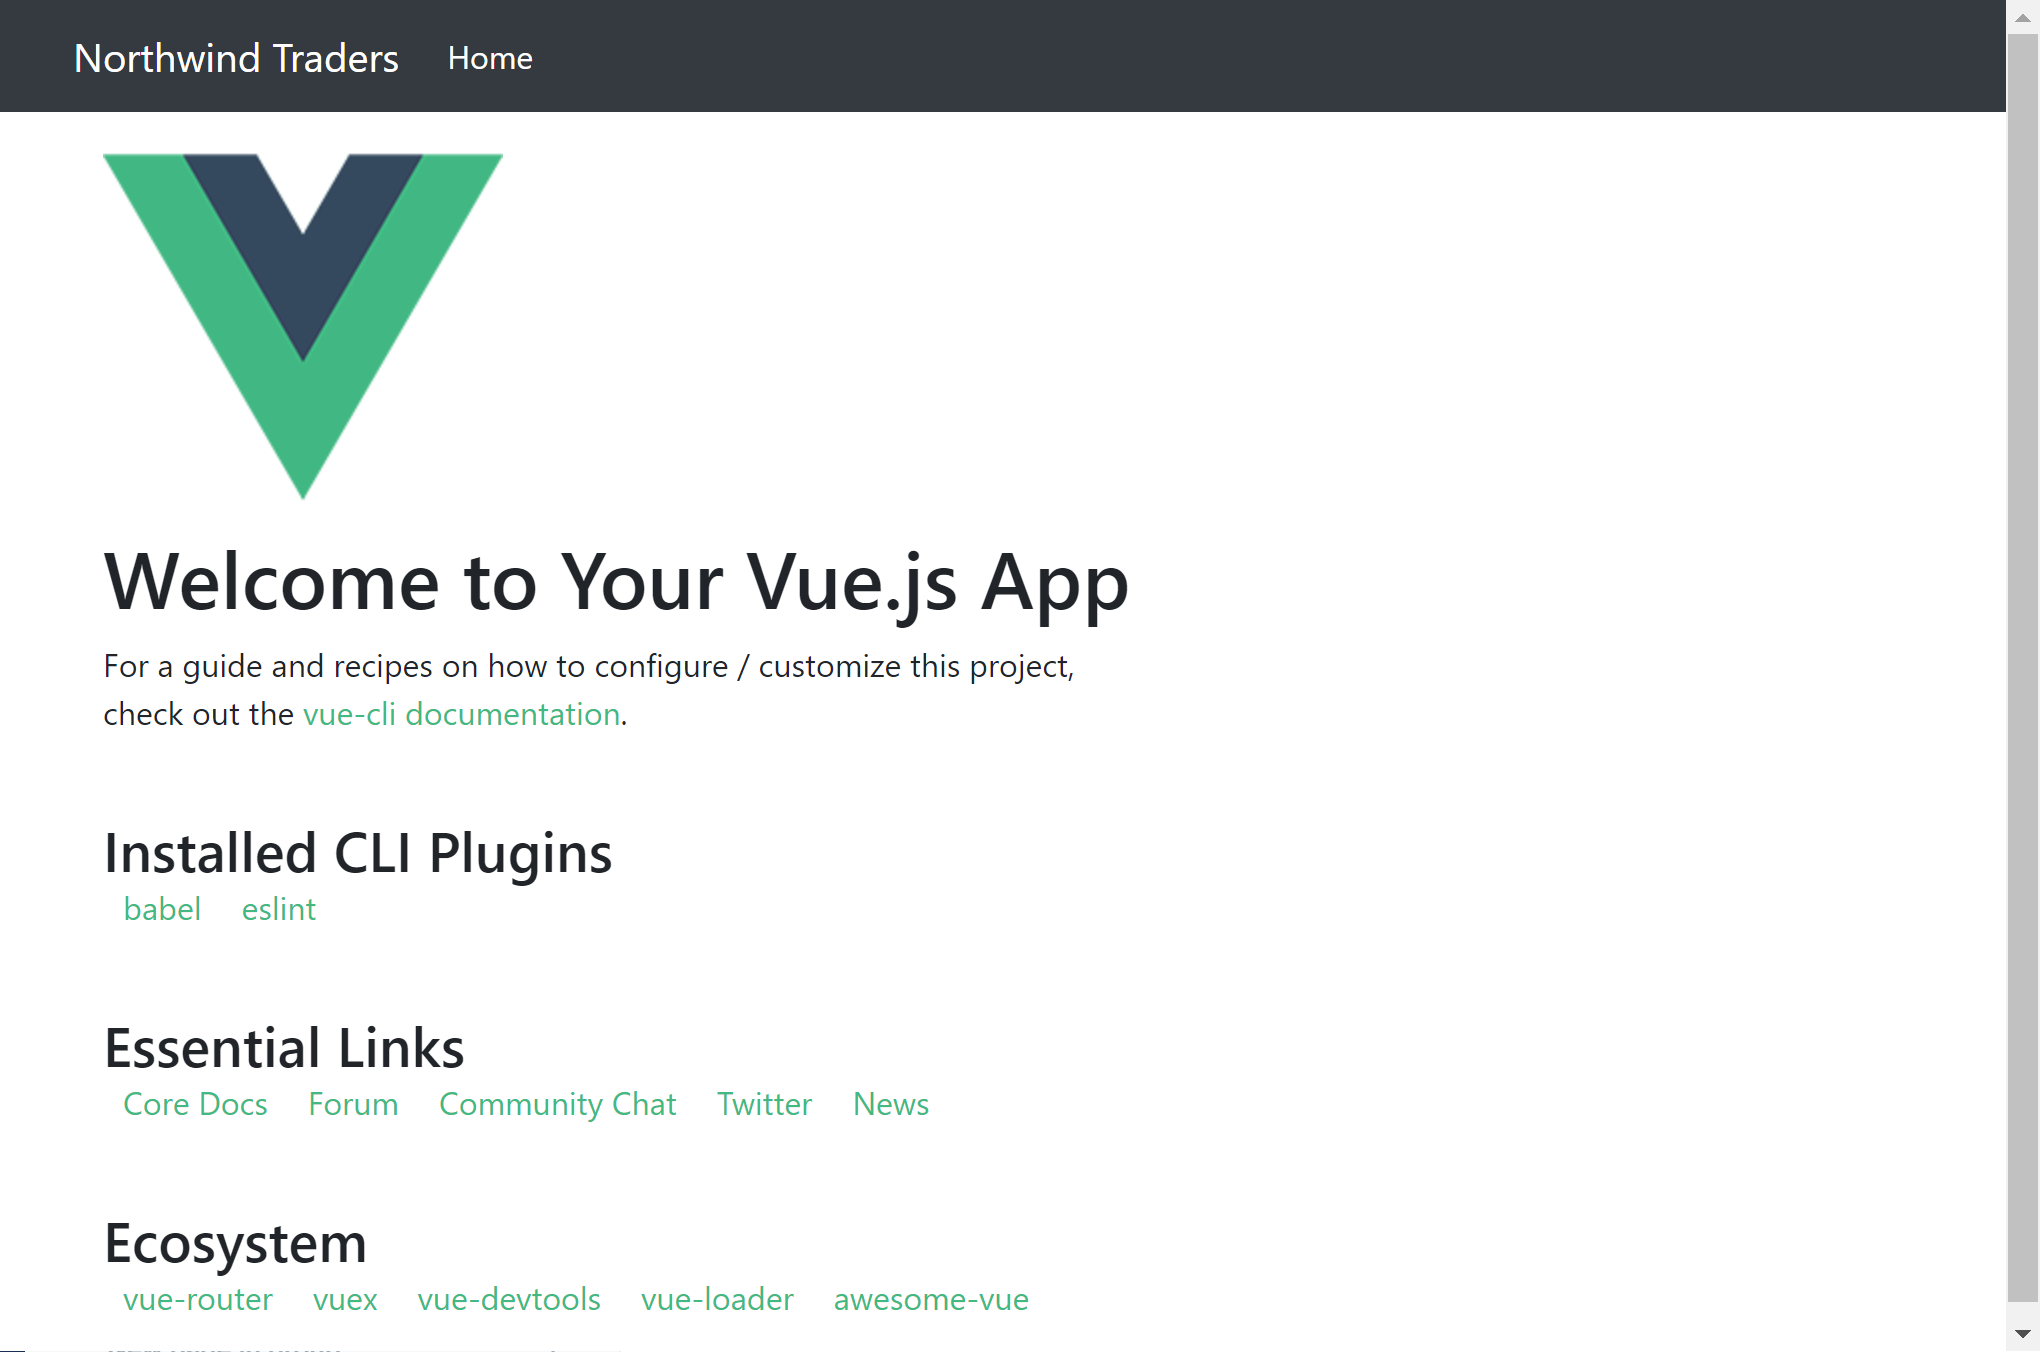 Northwind Traders Home
Welcome to Your Vue.js App
For a guide and recipes on how to configure / customize this project,
check out the vue-cli documentation.
Installed CLI Plugins
babel eslint
Essential Links
Core Docs Forum Community Chat Twitter News
Ecosystem
vue-router vuex vue-devtools vue-loader awesome-vue